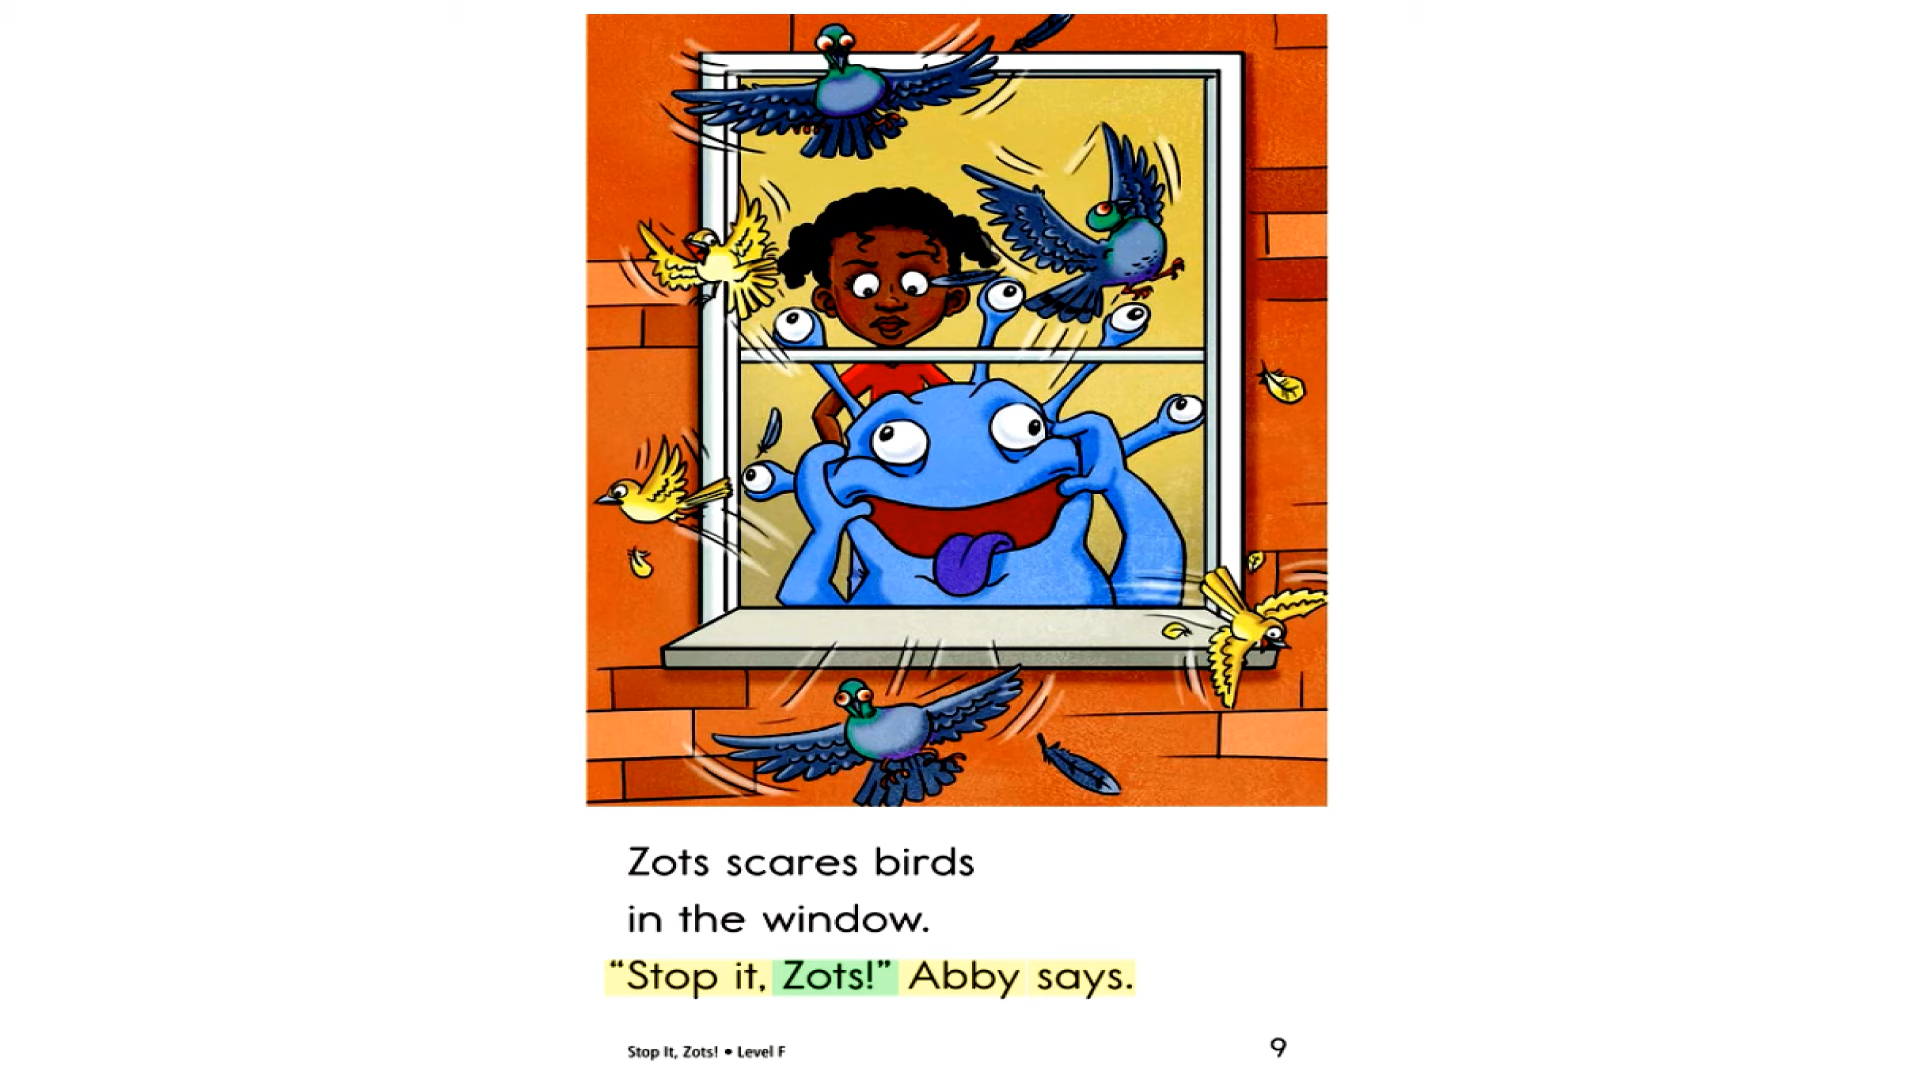 Zots scares birds
in the window.
“Stop it, Zots!” Abby says.
Stop It, Zots! • Level F
9